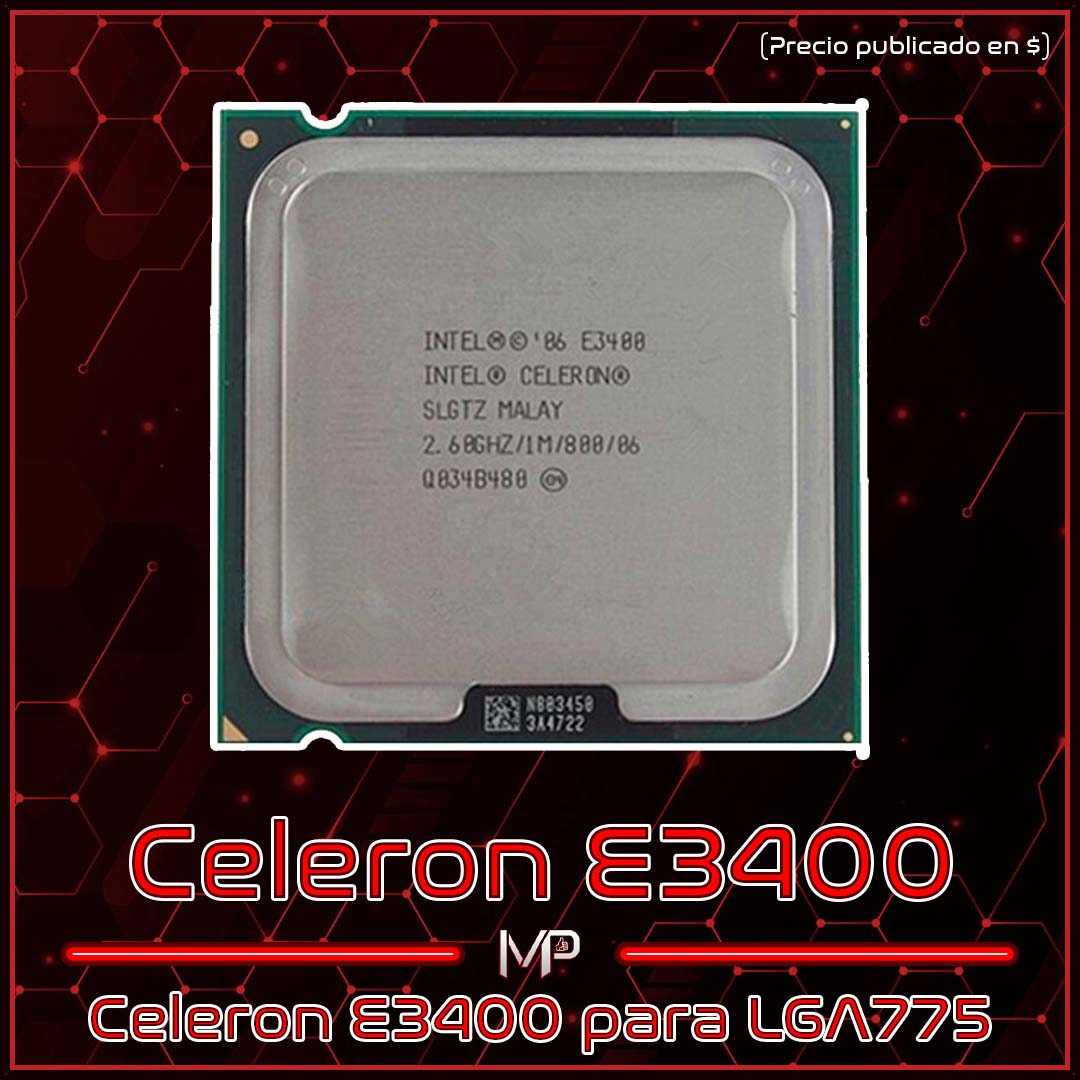 (Precio publicado en $)
INTEL®©'06 E3400
INTEL® CELERON®
SLGTZ MALAY
2.60GHZ/1M/800/06
Q034B480 e4
N803450
3A4722
Celeron E3400
MP
Celeron E3400 para LGA775